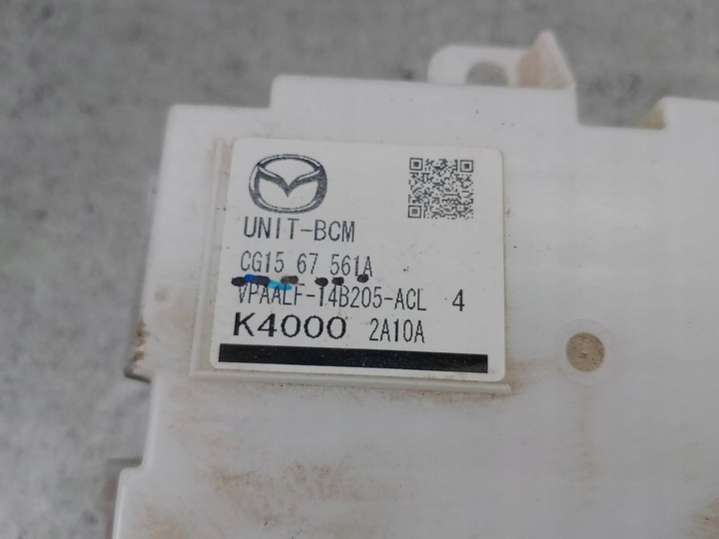 UNIT-BCM
CG15 67 561A
VPAALF-14B205-ACL 4
K4000 2A10A